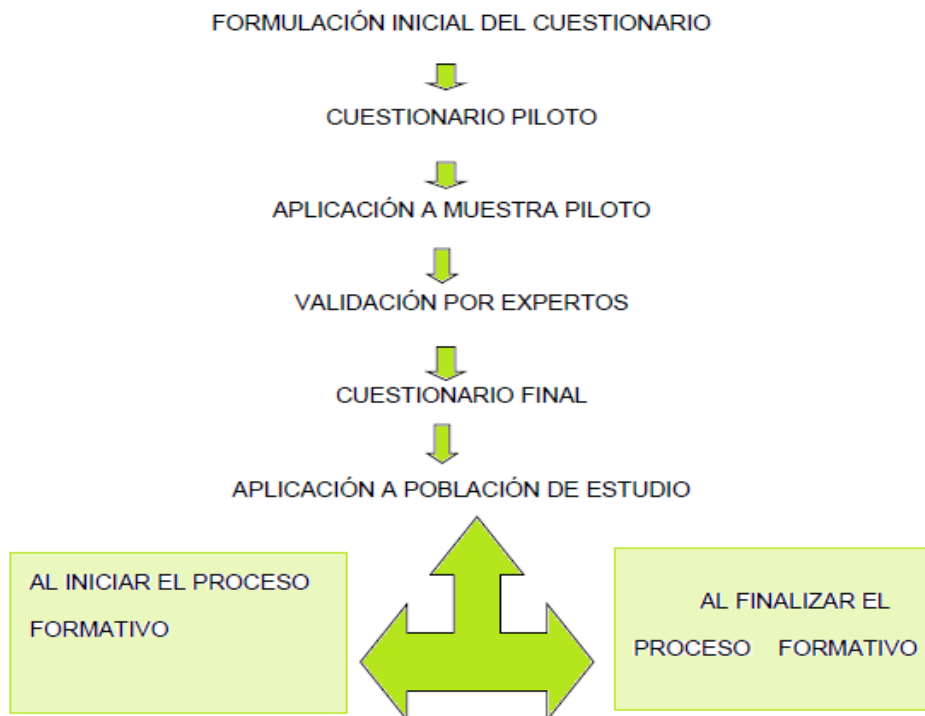 FORMULACIÓN INICIAL DEL CUESTIONARIO
CUESTIONARIO PILOTO
APLICACIÓN A MUESTRA PILOTO
VALIDACIÓN POR EXPERTOS
CUESTIONARIO FINAL
APLICACIÓN A POBLACIÓN DE ESTUDIO
AL INICIAR EL PROCESO
FORMATIVO
AL FINALIZAR EL
PROCESO FORMATIVO